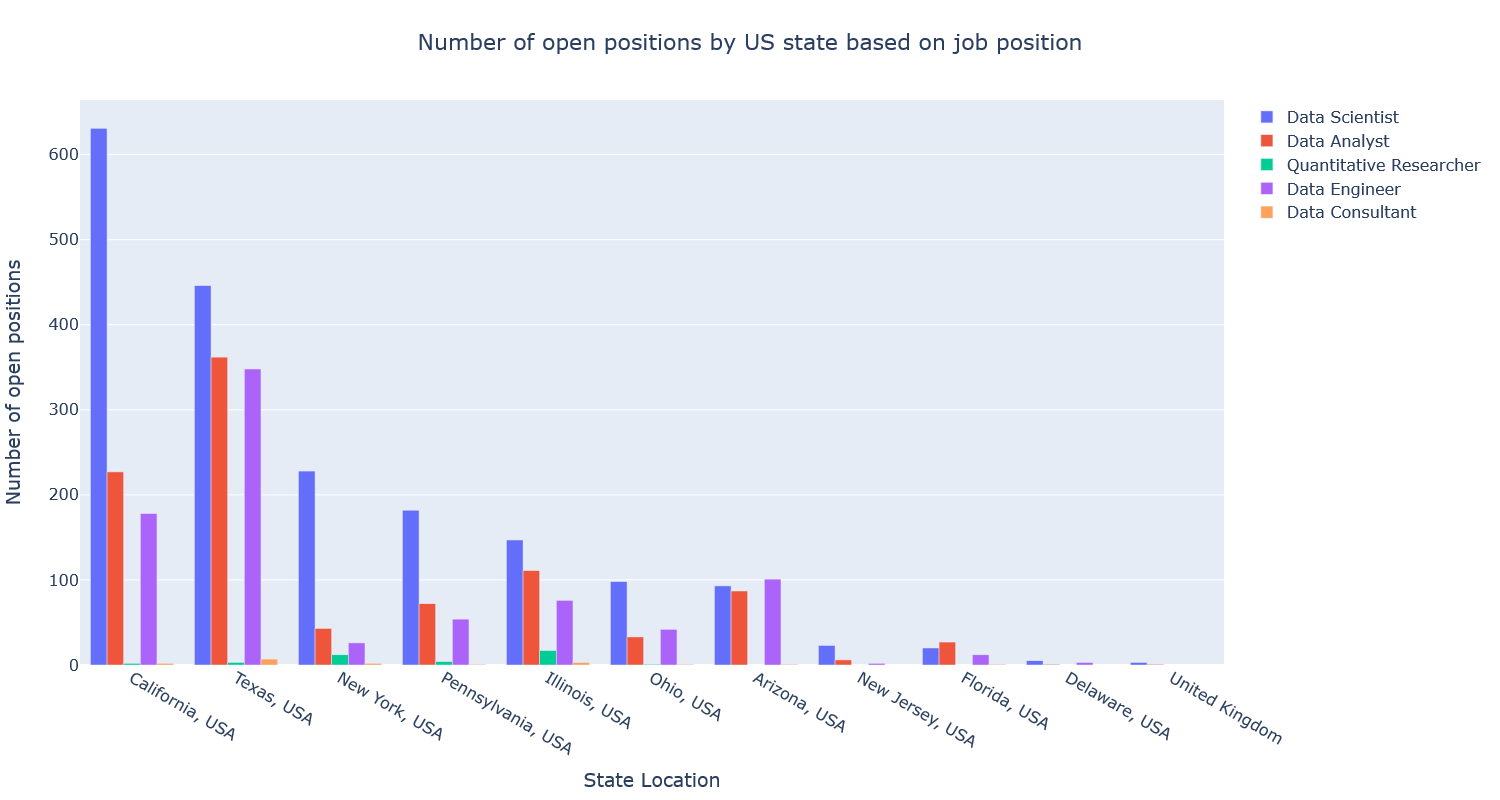 Number of open positions by US state based on job position
Data Scientist
Data Analyst
Quantitative Researcher
Data Engineer
Data Consultant
Number of open positions
600
500
400
300
200
100
0
California, USA
Texas, USA
New York, USA
Pennsylvania, USA
Illinois, USA
Ohio, USA
Arizona, USA
New Jersey, USA
Florida, USA
Delaware, USA
United Kingdom
State Location